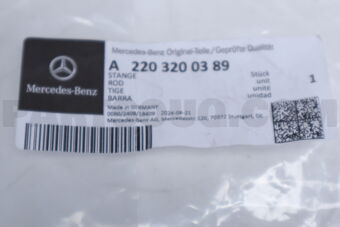 Mercedes-Benz Original-Teile / Geprüfte Qualität
A 220 320 03 89
STANGE Stück
ROD unit
TIGE unité 1
BARRA unidad
Mercedes-Benz
Made in GERMANY
Mercedes-Benz AG, Mercedesstr. 120, 70372 Stuttgart, DE